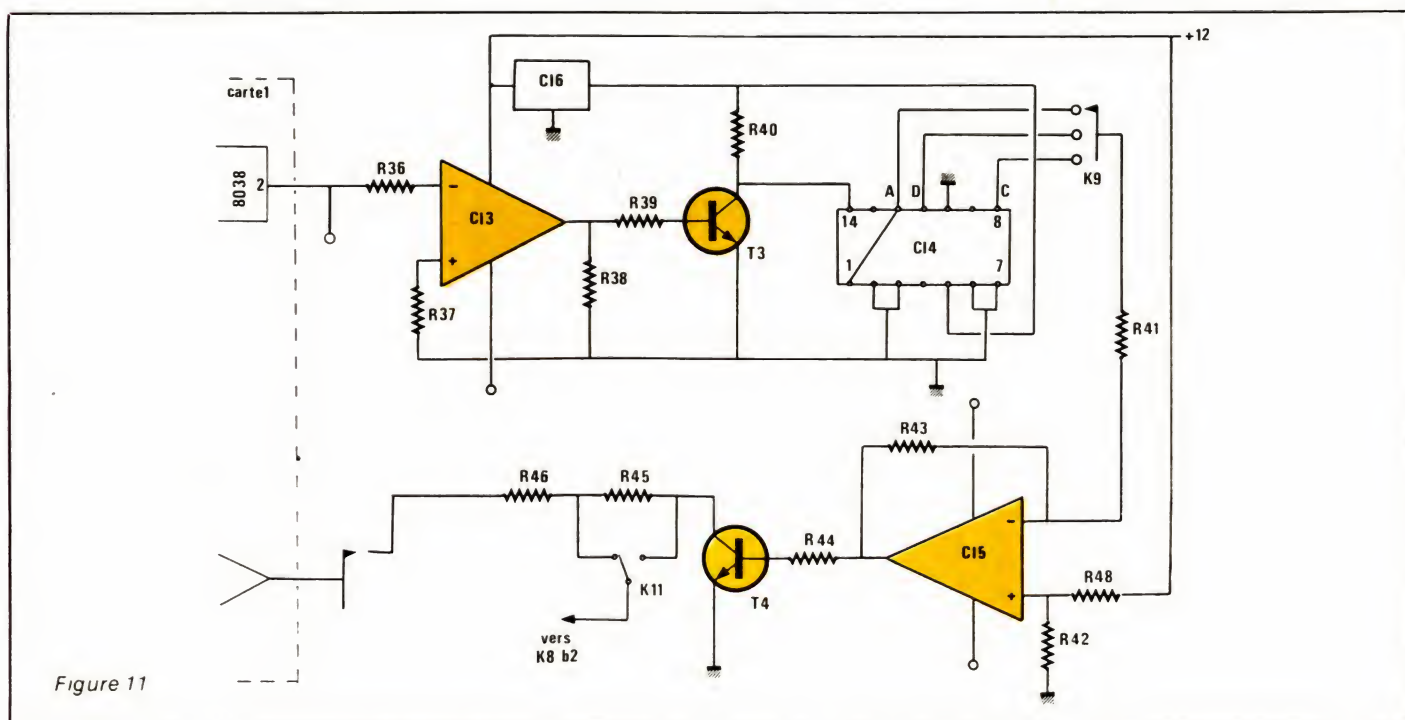 +12
carte1
CI6
R40
K9
8038
2
R36
-
CI3
+
R37
R39
R38
T3
A
D
C
14
8
CI4
1
7
R41
R43
R46
R45
R44
-
CI5
+
R48
R42
K11
T4
vers
K8 b2
Figure 11